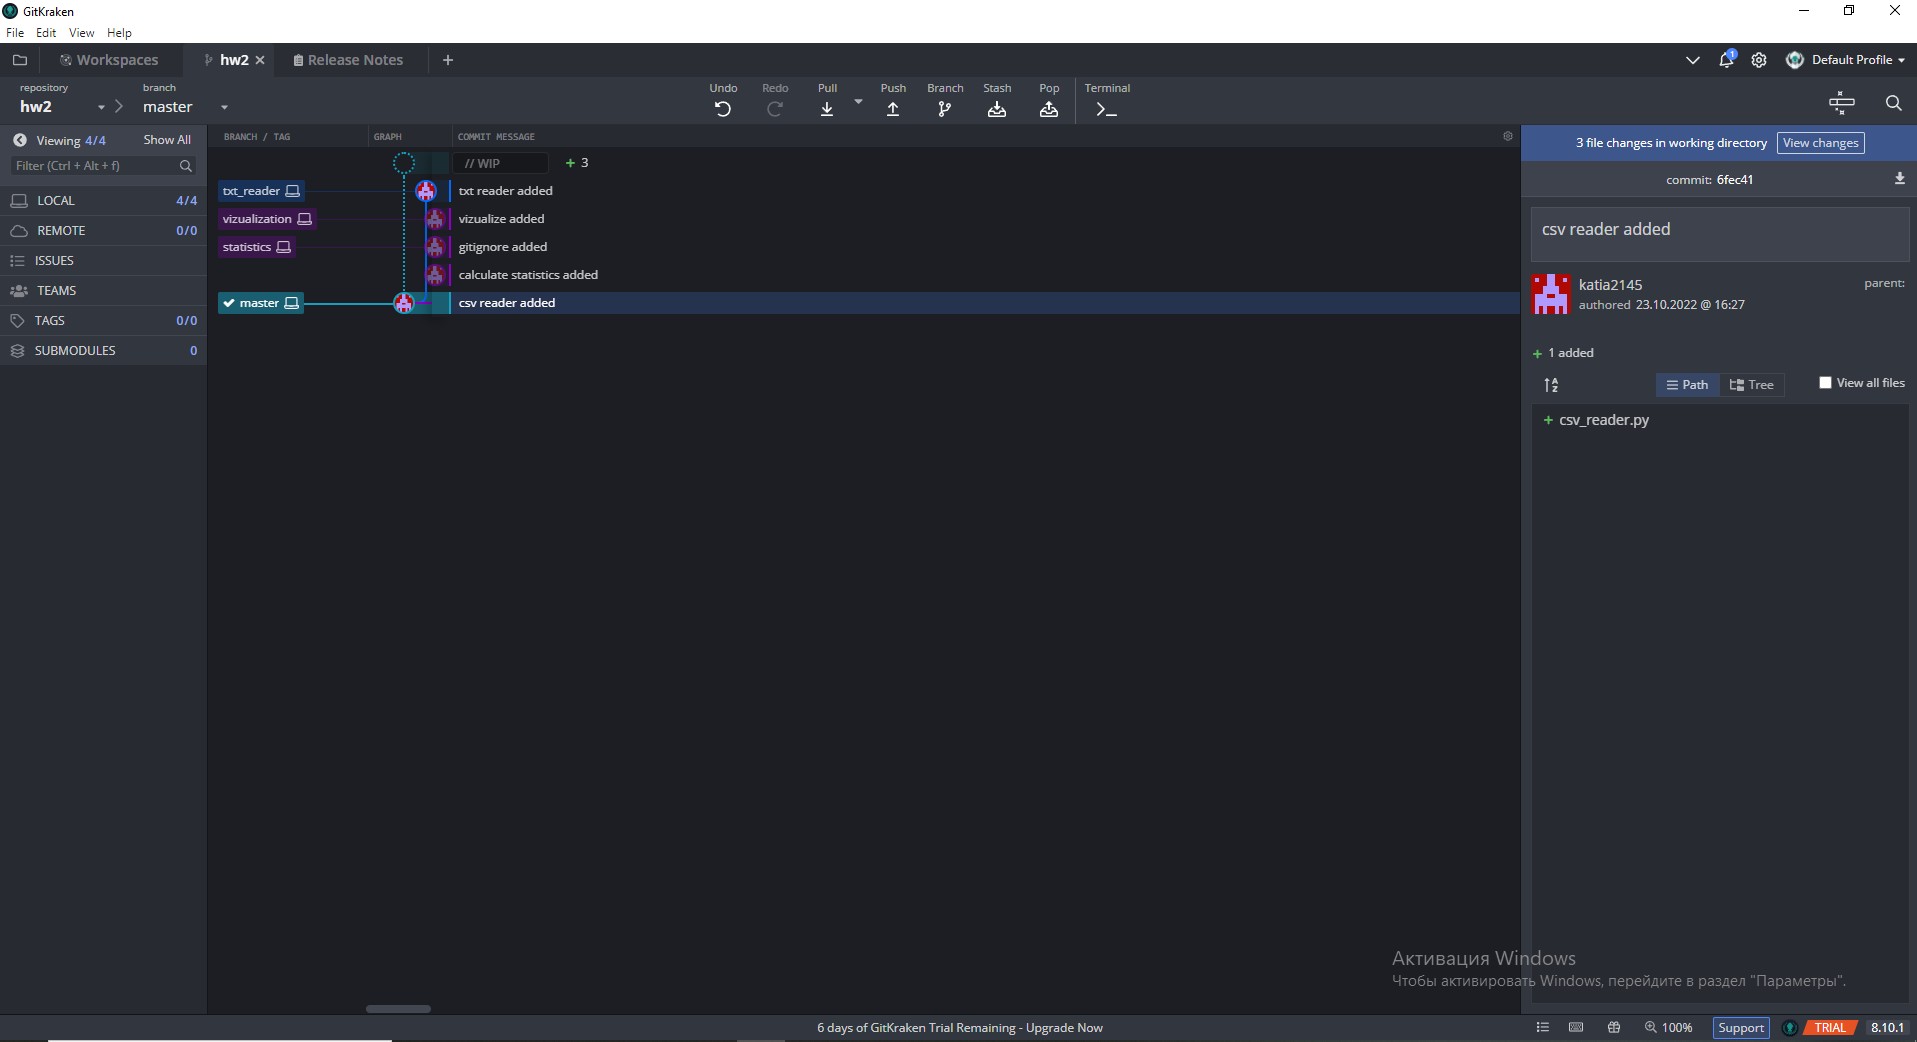 GitKraken
File Edit View Help
Workspaces hw2 Release Notes Default Profile
1
repository branch
hw2 master
Undo Redo Pull Push Branch Stash Pop Terminal
Viewing 4/4 Show All
Filter (Ctrl + Alt + f)
LOCAL 4/4
REMOTE 0/0
ISSUES
TEAMS
TAGS 0/0
SUBMODULES 0
BRANCH / TAG GRAPH COMMIT MESSAGE
// WIP + 3
txt_reader txt reader added
vizualization vizualize added
statistics gitignore added
calculate statistics added
master csv reader added
3 file changes in working directory View changes
commit: 6fec41
csv reader added
katia2145 parent:
authored 23.10.2022 @ 16:27
+ 1 added
Path Tree View all files
+ csv_reader.py
Активация Windows
Чтобы активировать Windows, перейдите в раздел "Параметры".
6 days of GitKraken Trial Remaining - Upgrade Now
100% Support TRIAL 8.10.1